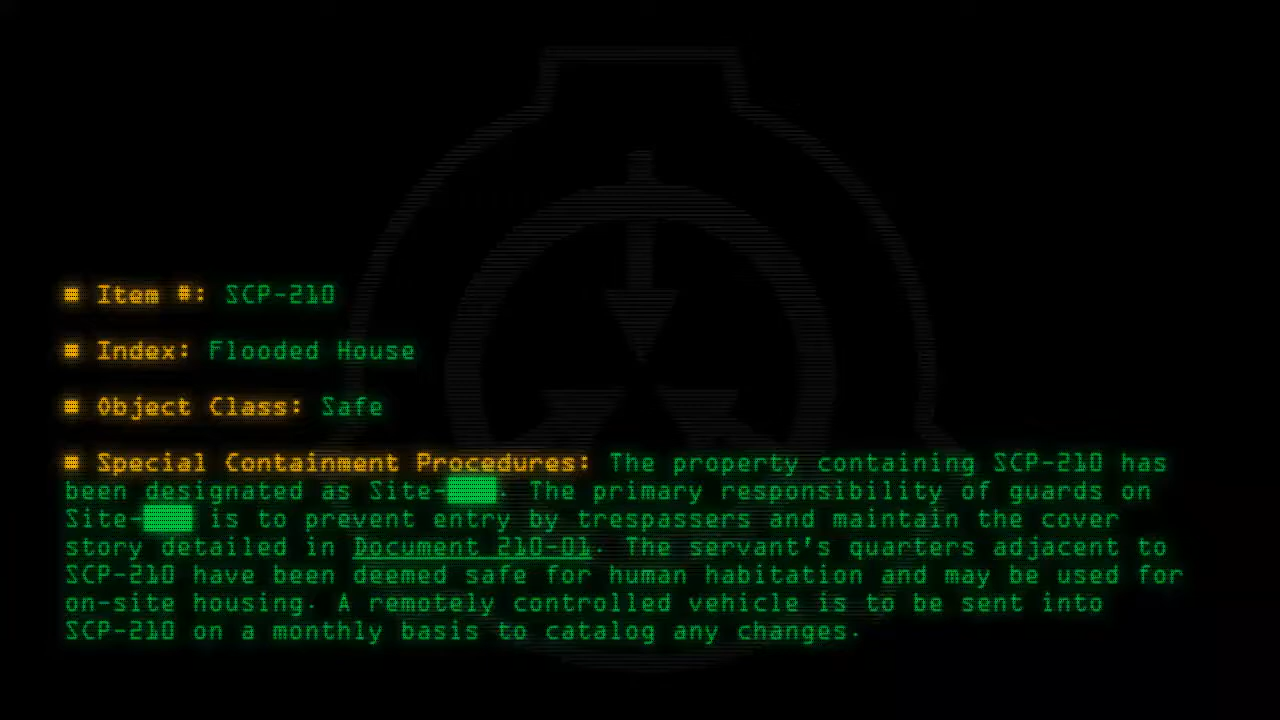 ■ Item #: SCP-210
■ Index: Flooded House
■ Object Class: Safe
■ Special Containment Procedures: The property containing SCP-210 has
been designated as Site-███. The primary responsibility of guards on
Site-███ is to prevent entry by trespassers and maintain the cover
story detailed in Document 210-01. The servant's quarters adjacent to
SCP-210 have been deemed safe for human habitation and may be used for
on-site housing. A remotely controlled vehicle is to be sent into
SCP-210 on a monthly basis to catalog any changes.